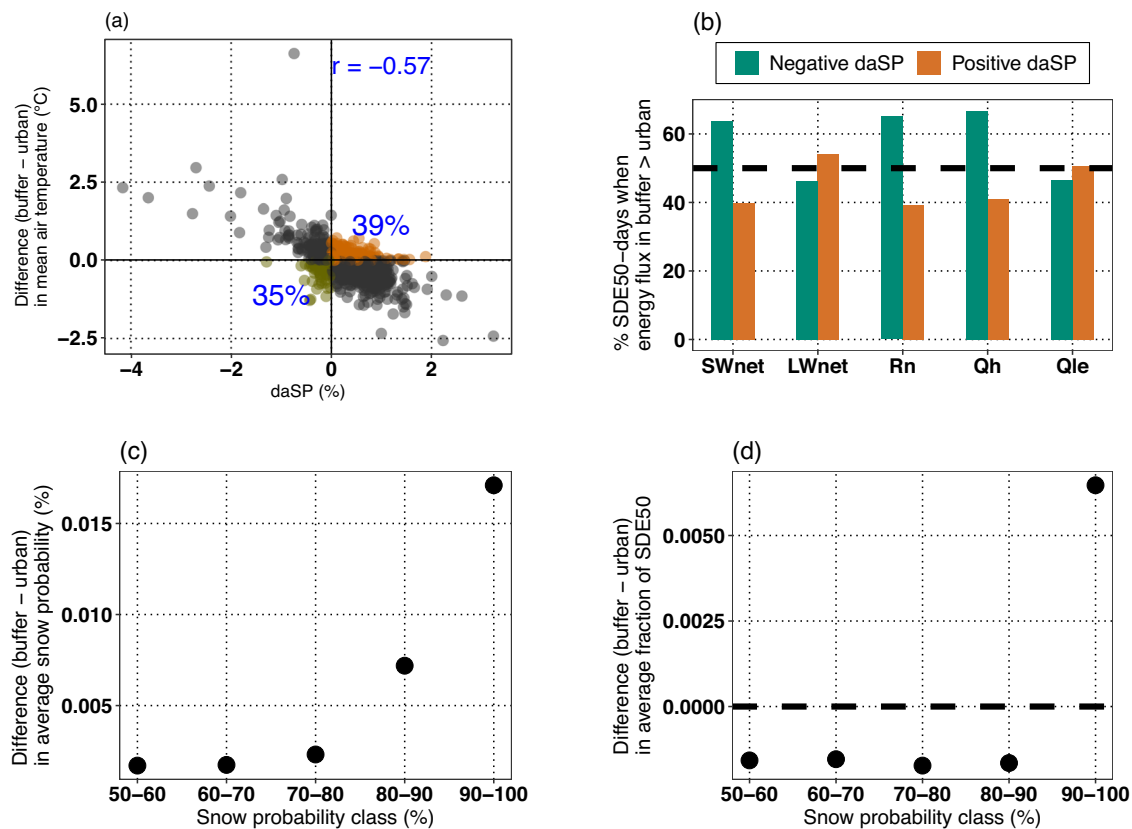 (a)
Difference (buffer − urban)
in mean air temperature (°C)
5.0
2.5
0.0
−2.5
r = −0.57
39%
35%
−4
−2
0
2
daSP (%)
(b)
Negative daSP
Positive daSP
% SDE50−days when
energy flux in buffer > urban
60
40
20
0
SWnet
LWnet
Rn
Qh
Qle
(c)
Difference (buffer − urban)
in average snow probability (%)
0.015
0.010
0.005
50−60
60−70
70−80
80−90
90−100
Snow probability class (%)
(d)
Difference (buffer − urban)
in average fraction of SDE50
0.0050
0.0025
0.0000
50−60
60−70
70−80
80−90
90−100
Snow probability class (%)